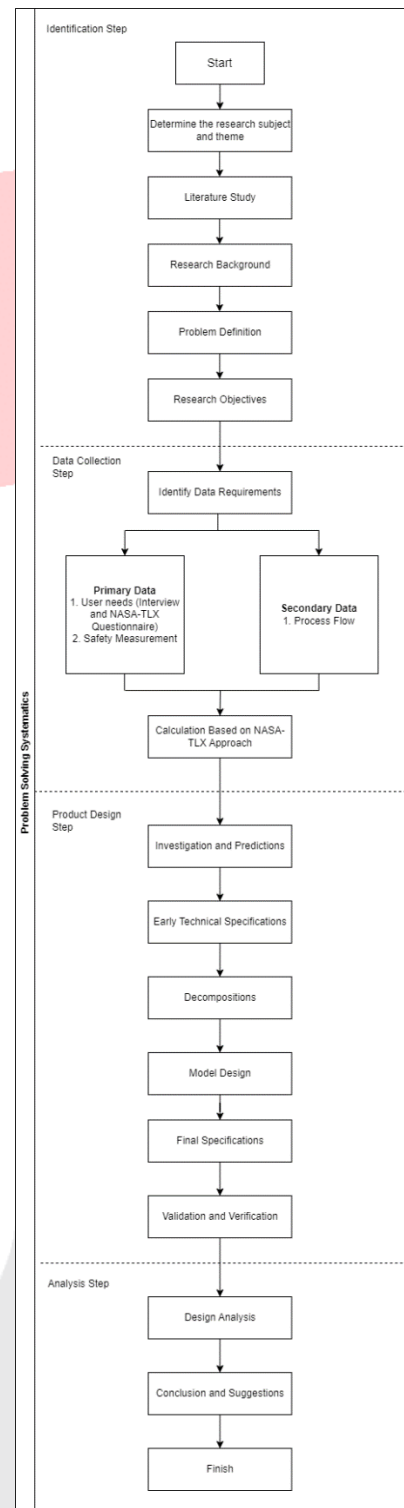 Problem Solving Systematics
Identification Step
Start
Determine the research subject
and theme
Literature Study
Research Background
Problem Definition
Research Objectives
Data Collection
Step
Identify Data Requirements
Primary Data
1. User needs (Interview
and NASA-TLX
Questionnaire)
2. Safety Measurement
Secondary Data
1. Process Flow
Calculation Based on NASA-
TLX Approach
Product Design
Step
Investigation and Predictions
Early Technical Specifications
Decompositions
Model Design
Final Specifications
Validation and Verification
Analysis Step
Design Analysis
Conclusion and Suggestions
Finish